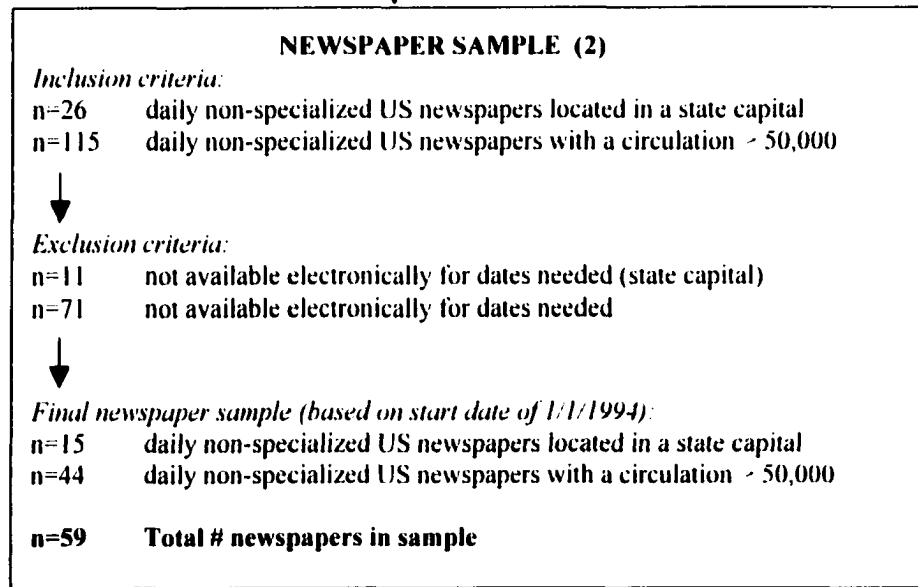 NEWSPAPER SAMPLE (2)
Inclusion criteria:
n=26 daily non-specialized US newspapers located in a state capital
n=115 daily non-specialized US newspapers with a circulation > 50,000
Exclusion criteria:
n=11 not available electronically for dates needed (state capital)
n=71 not available electronically for dates needed
Final newspaper sample (based on start date of 1/1/1994):
n=15 daily non-specialized US newspapers located in a state capital
n=44 daily non-specialized US newspapers with a circulation > 50,000
n=59 Total # newspapers in sample